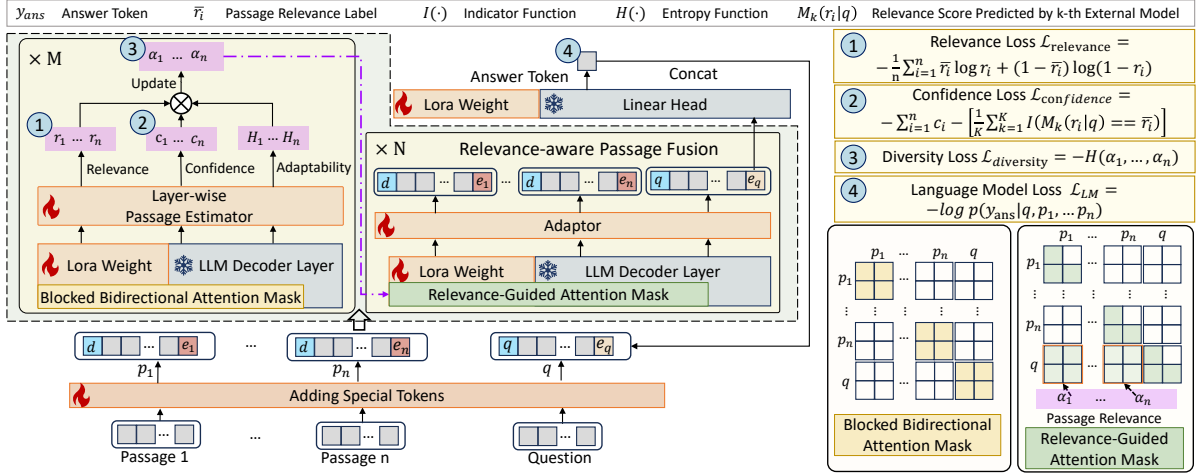 y_ans Answer Token r̄_i Passage Relevance Label I(·) Indicator Function H(·) Entropy Function M_k(r_i|q) Relevance Score Predicted by k-th External Model
× M
3
α_1 ... α_n
Update
1
r_1 ... r_n
2
c_1 ... c_n
H_1 ... H_n
Relevance
Confidence
Adaptability
Layer-wise
Passage Estimator
Lora Weight
LLM Decoder Layer
Blocked Bidirectional Attention Mask
4
Answer Token
Concat
Lora Weight
Linear Head
× N
Relevance-aware Passage Fusion
d ... e_1 ... d ... e_n q ... e_q
Adaptor
Lora Weight
LLM Decoder Layer
Relevance-Guided Attention Mask
d ... e_1 ... d ... e_n q ... e_q
p_1 p_n q
Adding Special Tokens
... ... ... ...
Passage 1
Passage n
Question
1
Relevance Loss ℒ_relevance =
− 1/n ∑_{i=1}^{n} r̄_i log r_i + (1 − r̄_i) log(1 − r_i)
2
Confidence Loss ℒ_confidence =
− ∑_{i=1}^{n} c_i − [1/K ∑_{k=1}^{K} I(M_k(r_i|q) == r̄_i)]
3
Diversity Loss ℒ_diversity = −H(α_1, ..., α_n)
4
Language Model Loss ℒ_LM =
−log p(y_ans|q, p_1, ... p_n)
p_1 ... p_n q
p_1 ...
⋮ ⋮ ⋮
p_n ...
q ...
Blocked Bidirectional
Attention Mask
p_1 ... p_n q
p_1 ...
⋮ ⋮ ⋮
p_n ...
q ...
α_1 ... α_n
Passage Relevance
Relevance-Guided
Attention Mask